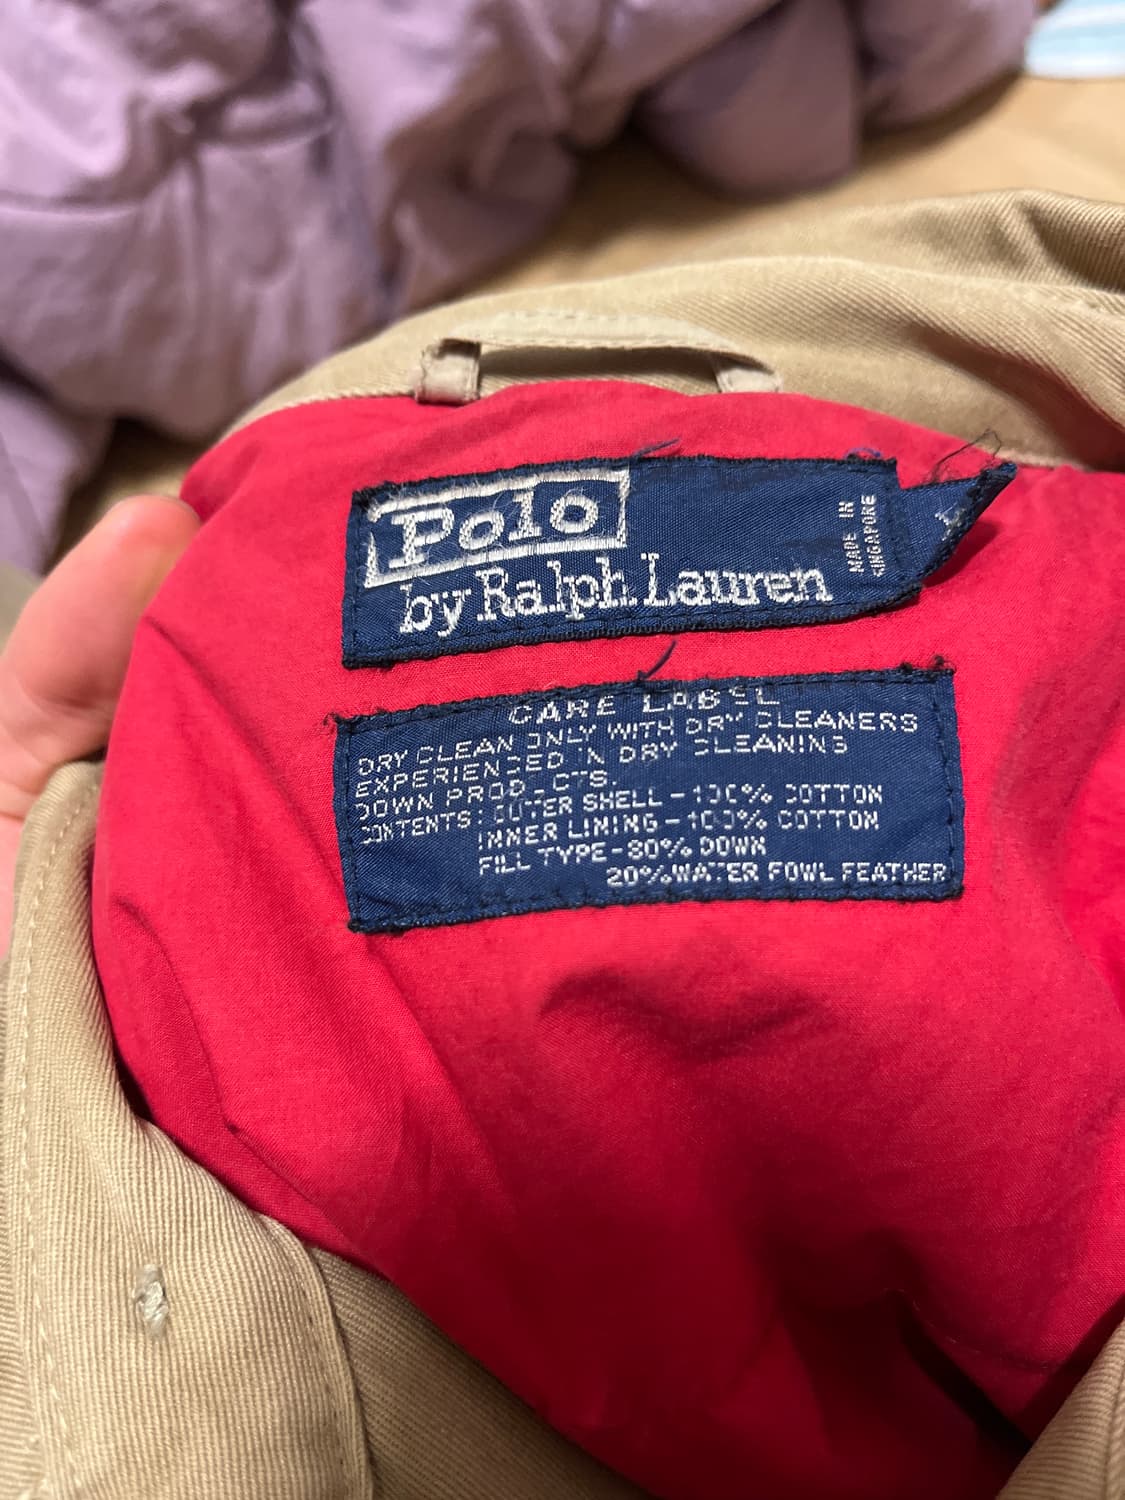 Polo
by Ralph Lauren
MADE IN
SINGAPORE
CARE LABEL
DRY CLEAN ONLY WITH DRY CLEANERS
EXPERIENCED IN DRY CLEANING
DOWN PRODUCTS.
CONTENTS: OUTER SHELL - 100% COTTON
INNER LINING - 100% COTTON
FILL TYPE - 80% DOWN
20% WATER FOWL FEATHER